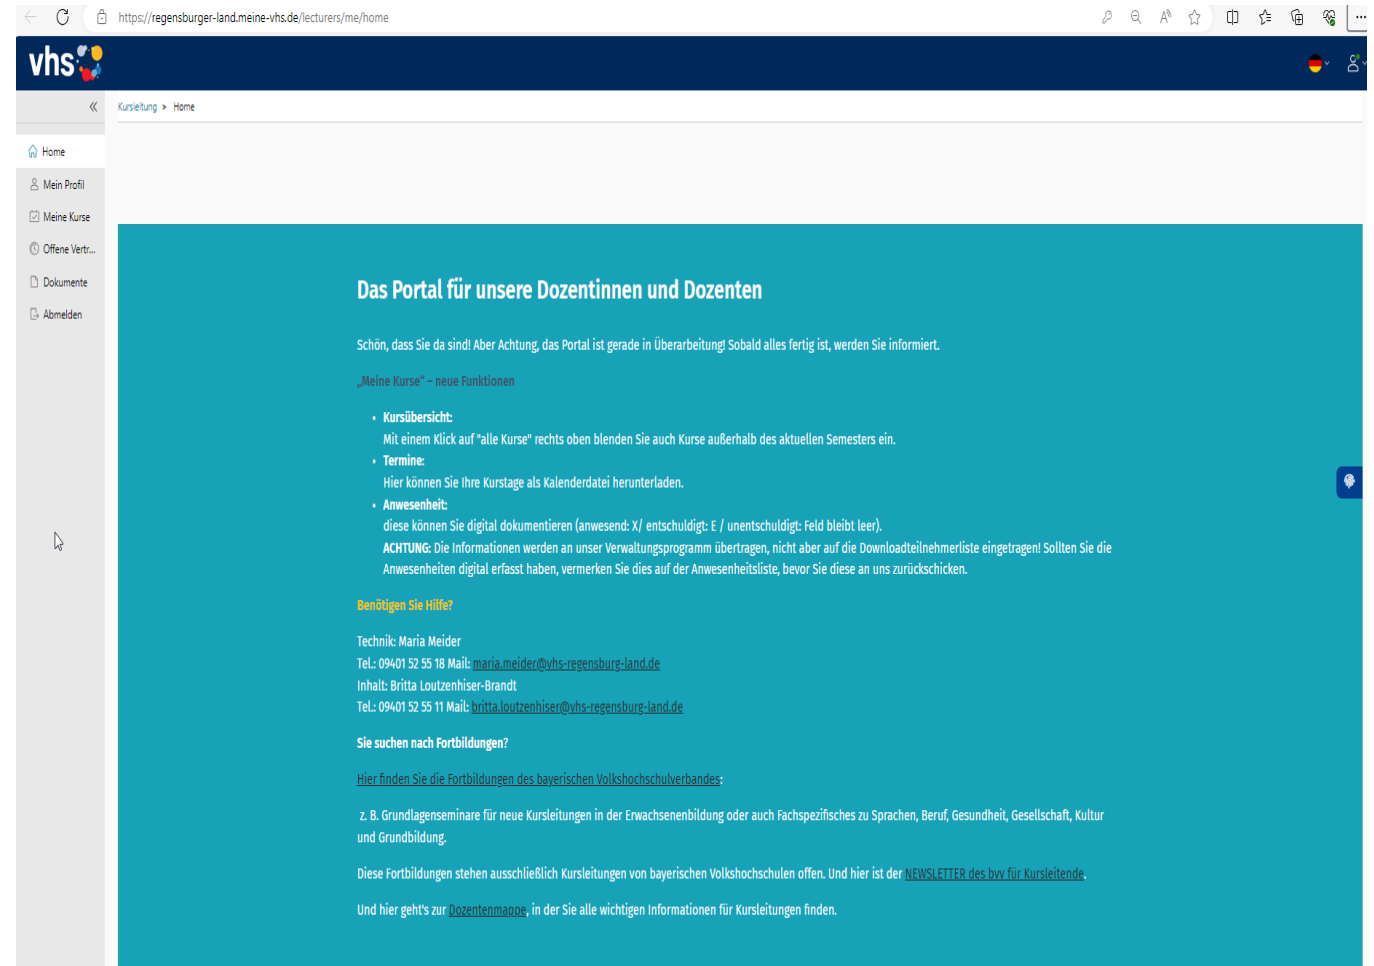 https://regensburger-land.meine-vhs.de/lecturers/me/home
vhs
Kursleitung > Home
Home
Mein Profil
Meine Kurse
Offene Vertr...
Dokumente
Abmelden
Das Portal für unsere Dozentinnen und Dozenten
Schön, dass Sie da sind! Aber Achtung, das Portal ist gerade in Überarbeitung! Sobald alles fertig ist, werden Sie informiert.
„Meine Kurse“ – neue Funktionen
• Kursübersicht:
Mit einem Klick auf "alle Kurse" rechts oben blenden Sie auch Kurse außerhalb des aktuellen Semesters ein.
• Termine:
Hier können Sie Ihre Kurstage als Kalenderdatei herunterladen.
• Anwesenheit:
diese können Sie digital dokumentieren (anwesend: X/ entschuldigt: E / unentschuldigt: Feld bleibt leer).
ACHTUNG: Die Informationen werden an unser Verwaltungsprogramm übertragen, nicht aber auf die Downloadteilnehmerliste eingetragen! Sollten Sie die
Anwesenheiten digital erfasst haben, vermerken Sie dies auf der Anwesenheitsliste, bevor Sie diese an uns zurückschicken.
Benötigen Sie Hilfe?
Technik: Maria Meider
Tel.: 09401 52 55 18 Mail: maria.meider@vhs-regensburg-land.de
Inhalt: Britta Loutzenhiser-Brandt
Tel.: 09401 52 55 11 Mail: britta.loutzenhiser@vhs-regensburg-land.de
Sie suchen nach Fortbildungen?
Hier finden Sie die Fortbildungen des bayerischen Volkshochschulverbandes:
z. B. Grundlagenseminare für neue Kursleitungen in der Erwachsenenbildung oder auch Fachspezifisches zu Sprachen, Beruf, Gesundheit, Gesellschaft, Kultur
und Grundbildung.
Diese Fortbildungen stehen ausschließlich Kursleitungen von bayerischen Volkshochschulen offen. Und hier ist der NEWSLETTER des bvv für Kursleitende.
Und hier geht's zur Dozentenmappe, in der Sie alle wichtigen Informationen für Kursleitungen finden.